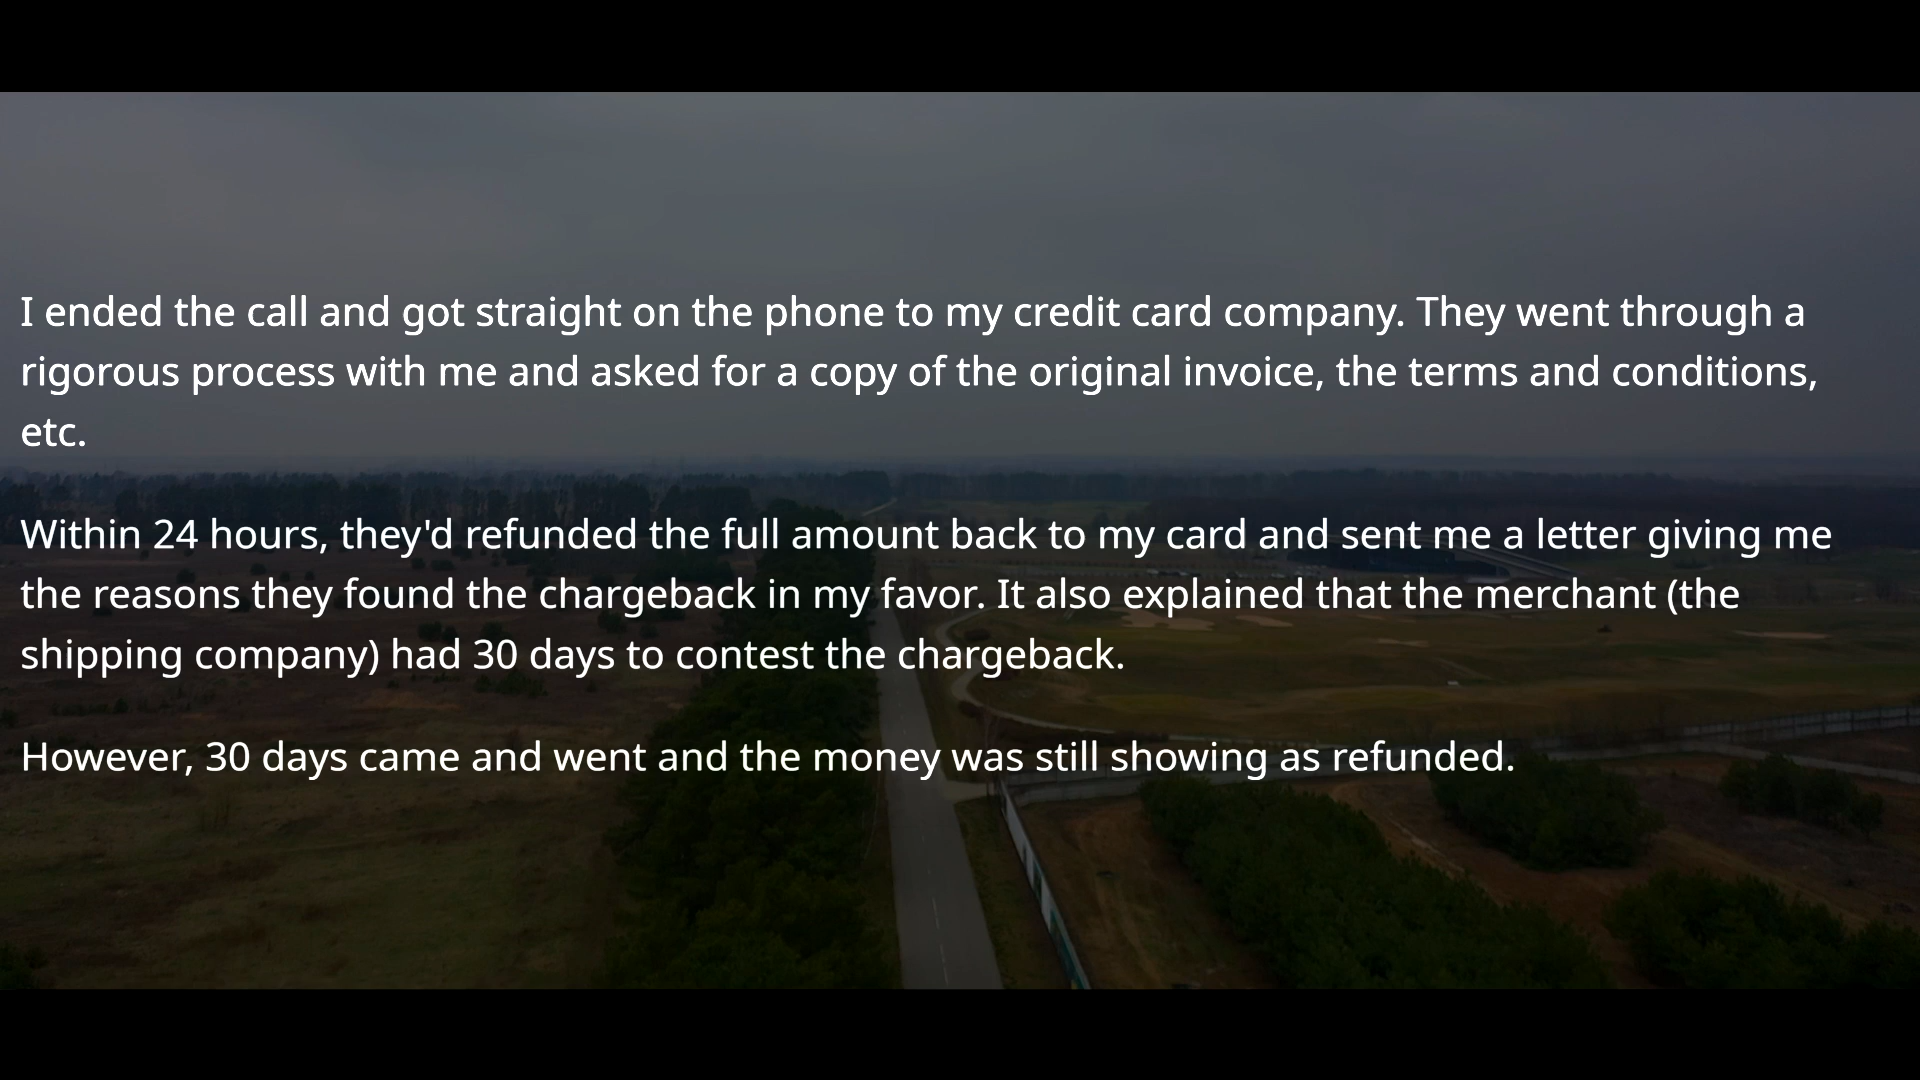 I ended the call and got straight on the phone to my credit card company. They went through a
rigorous process with me and asked for a copy of the original invoice, the terms and conditions,
etc.
Within 24 hours, they'd refunded the full amount back to my card and sent me a letter giving me
the reasons they found the chargeback in my favor. It also explained that the merchant (the
shipping company) had 30 days to contest the chargeback.
However, 30 days came and went and the money was still showing as refunded.